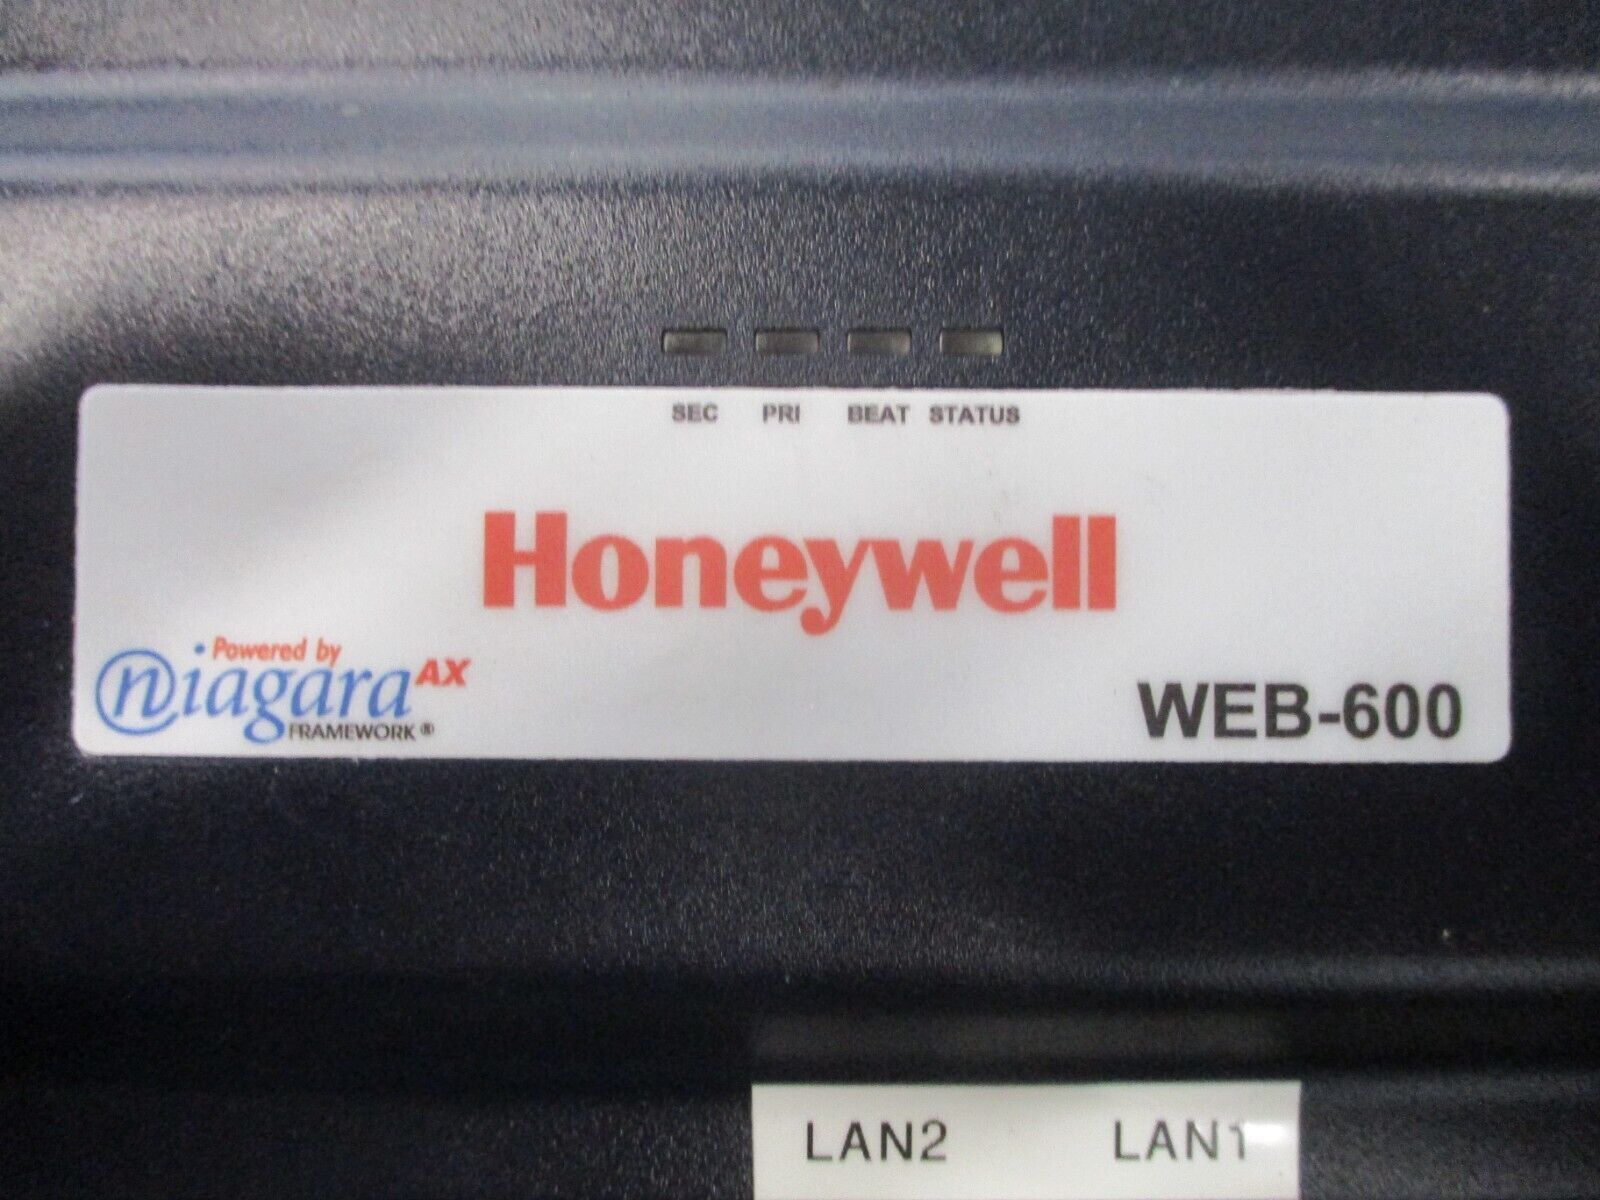 SEC PRI BEAT STATUS
Honeywell
Powered by
niagara AX
FRAMEWORK®
WEB-600
LAN2 LAN1